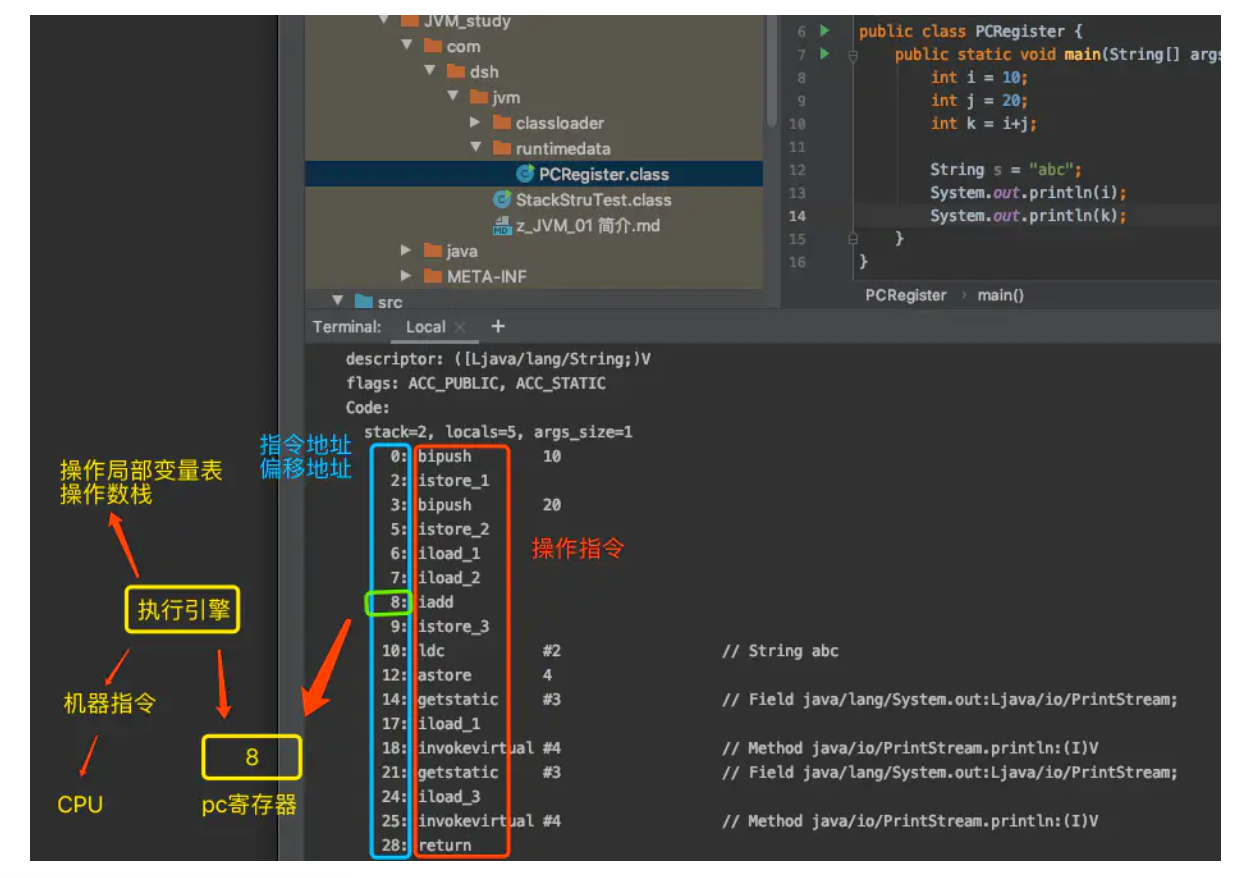 JVM_study
com
dsh
jvm
classloader
runtimedata
PCRegister.class
StackStruTest.class
MD z_JVM_01 简介.md
java
META-INF
src
6 public class PCRegister {
7 public static void main(String[] args
8 int i = 10;
9 int j = 20;
10 int k = i+j;
11
12 String s = "abc";
13 System.out.println(i);
14 System.out.println(k);
15 }
16 }
PCRegister › main()
Terminal: Local × +
descriptor: ([Ljava/lang/String;)V
flags: ACC_PUBLIC, ACC_STATIC
Code:
stack=2, locals=5, args_size=1
0: bipush 10
2: istore_1
3: bipush 20
5: istore_2
6: iload_1
7: iload_2
8: iadd
9: istore_3
10: ldc #2 // String abc
12: astore 4
14: getstatic #3 // Field java/lang/System.out:Ljava/io/PrintStream;
17: iload_1
18: invokevirtual #4 // Method java/io/PrintStream.println:(I)V
21: getstatic #3 // Field java/lang/System.out:Ljava/io/PrintStream;
24: iload_3
25: invokevirtual #4 // Method java/io/PrintStream.println:(I)V
28: return
指令地址
偏移地址
操作指令
操作局部变量表
操作数栈
执行引擎
机器指令
CPU
8
pc寄存器